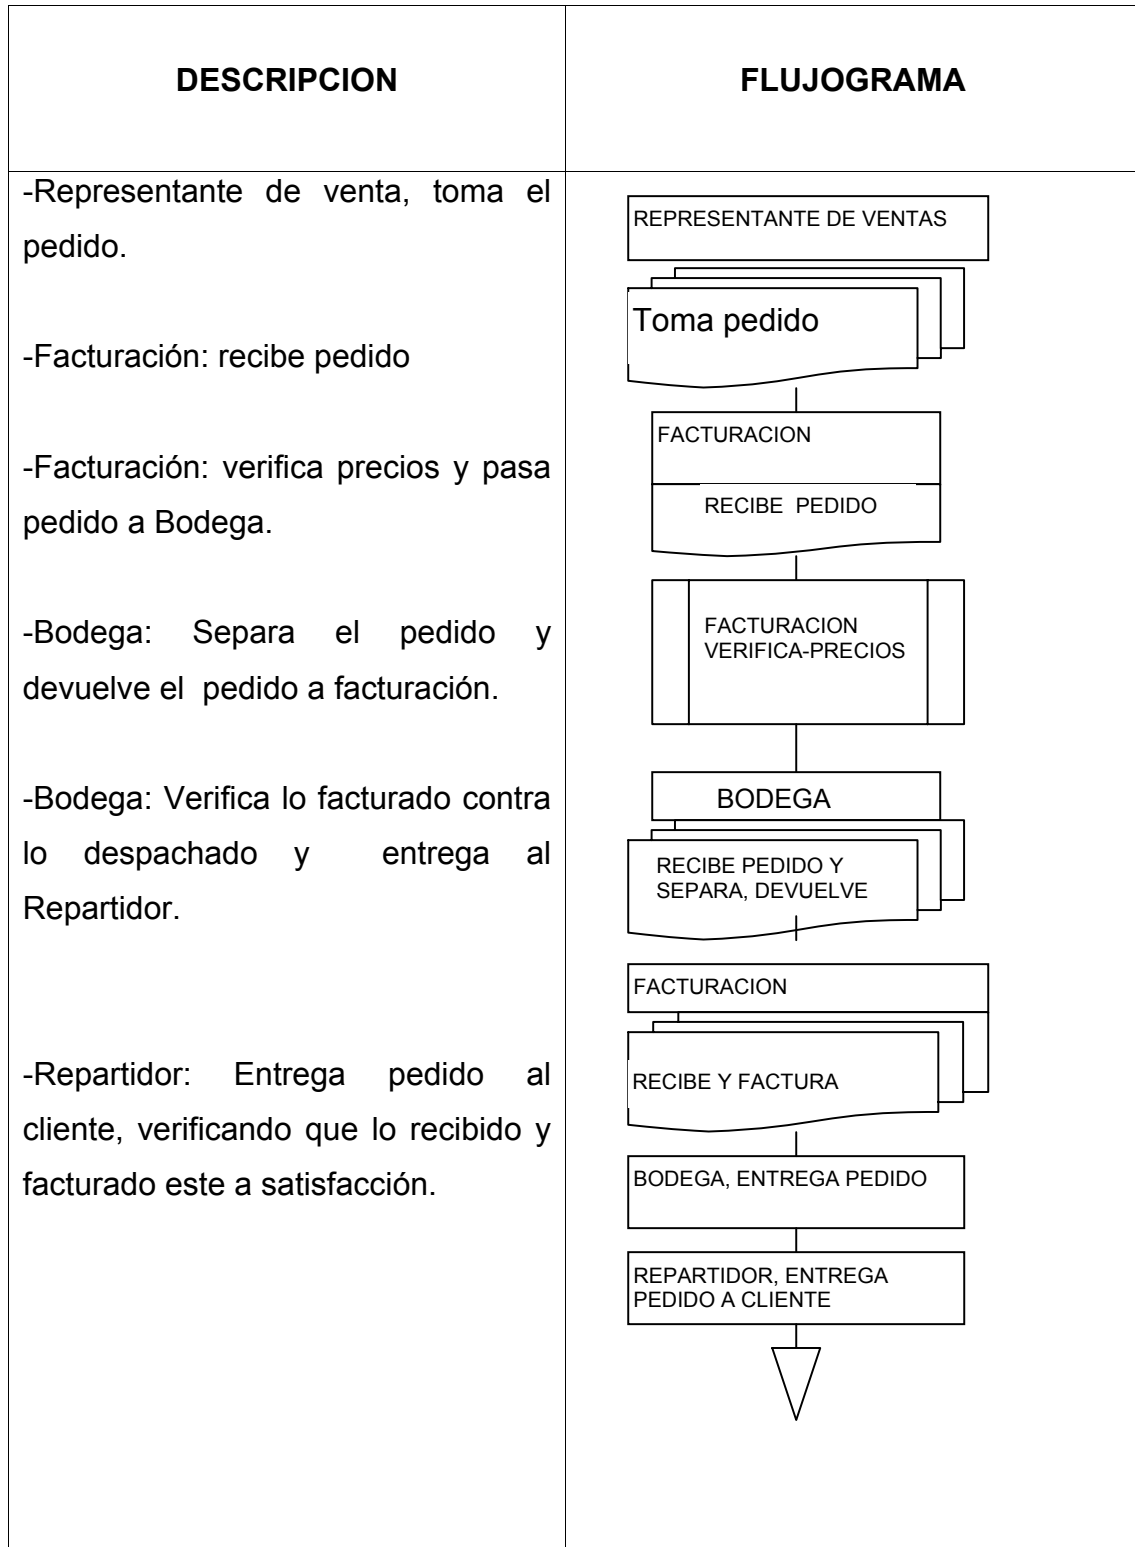 DESCRIPCION
FLUJOGRAMA
-Representante de venta, toma el
pedido.
-Facturación: recibe pedido
-Facturación: verifica precios y pasa
pedido a Bodega.
-Bodega: Separa el pedido y
devuelve el pedido a facturación.
-Bodega: Verifica lo facturado contra
lo despachado y entrega al
Repartidor.
-Repartidor: Entrega pedido al
cliente, verificando que lo recibido y
facturado este a satisfacción.
REPRESENTANTE DE VENTAS
Toma pedido
FACTURACION
RECIBE PEDIDO
FACTURACION
VERIFICA-PRECIOS
BODEGA
RECIBE PEDIDO Y
SEPARA, DEVUELVE
FACTURACION
RECIBE Y FACTURA
BODEGA, ENTREGA PEDIDO
REPARTIDOR, ENTREGA
PEDIDO A CLIENTE